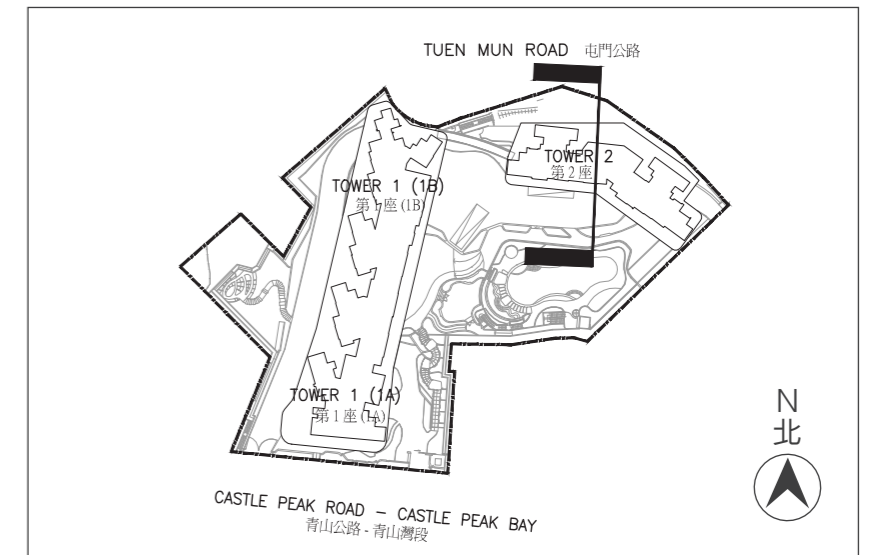 TUEN MUN ROAD 屯門公路
TOWER 2
第2座
TOWER 1 (1B)
第1座(1B)
TOWER 1 (1A)
第1座(1A)
N
北
CASTLE PEAK ROAD – CASTLE PEAK BAY
青山公路 - 青山灣段